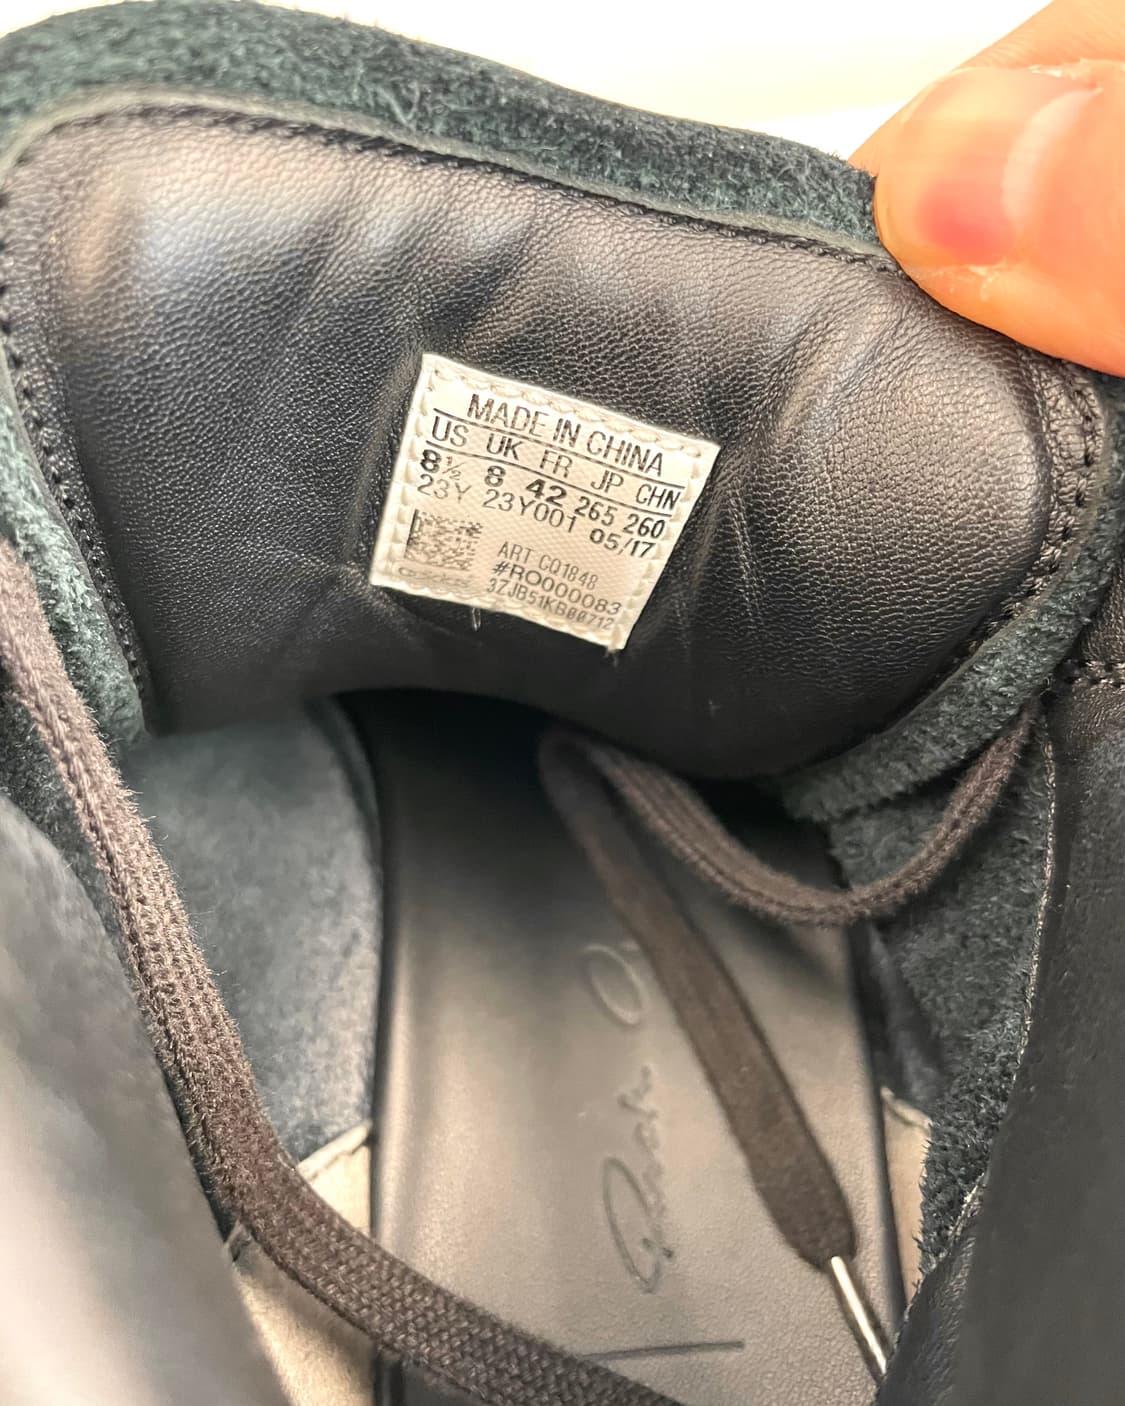 MADE IN CHINA
US UK FR JP CHN
8½ 8 42 265 260
23Y 23Y001 05/17
ART CQ1848
#RO000083
3ZJB51KB00712
Rick O